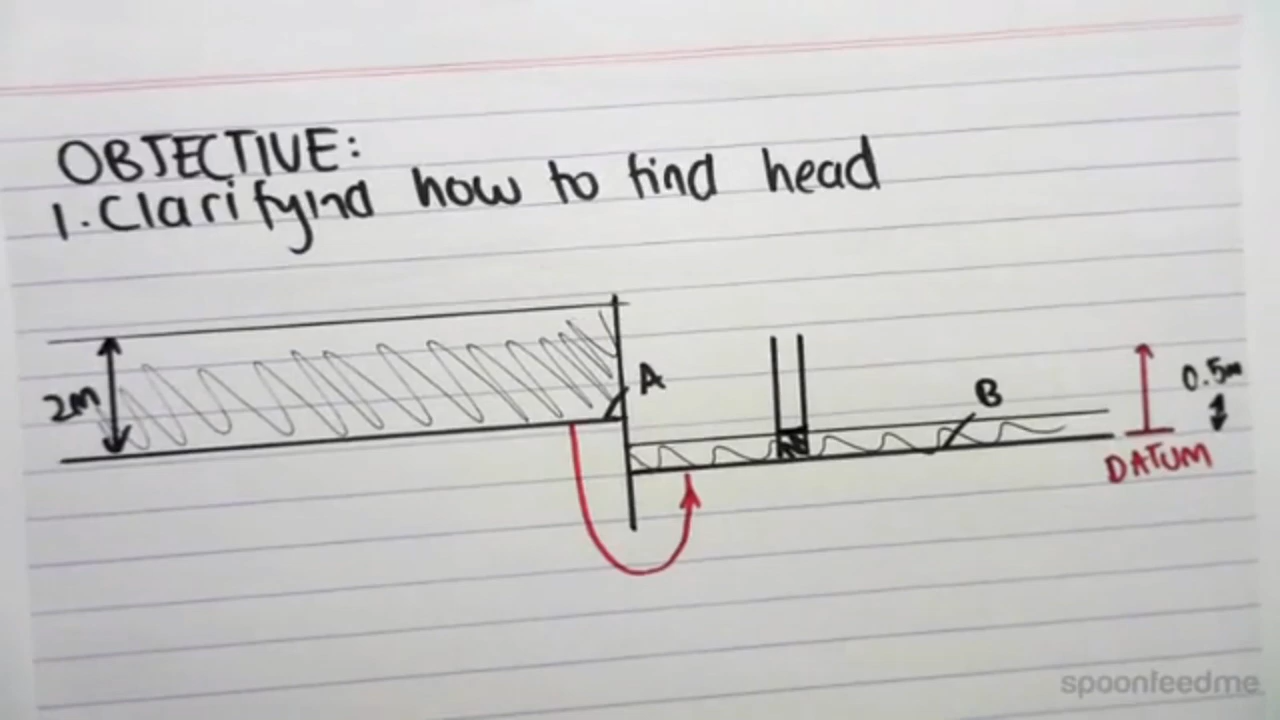 OBJECTIVE:
1. Clarifying how to find head
2m
A
B
0.5m
DATUM
spoonfeedme